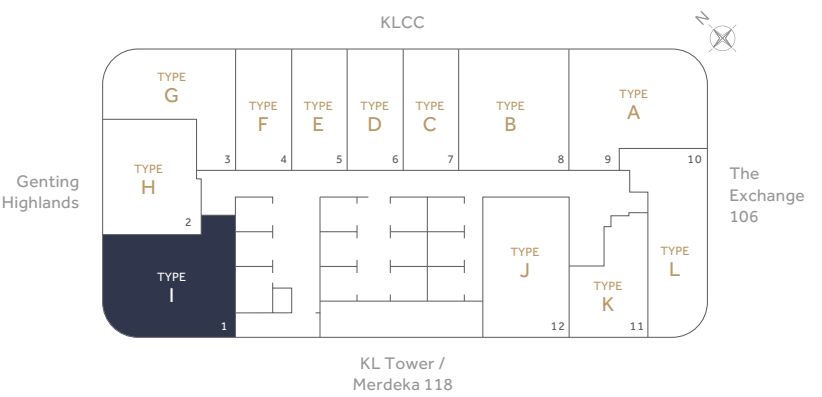 KLCC
N
TYPE
G
3
TYPE
F
4
TYPE
E
5
TYPE
D
6
TYPE
C
7
TYPE
B
8
TYPE
A
9
10
Genting
Highlands
TYPE
H
2
The
Exchange
106
TYPE
I
1
TYPE
J
12
TYPE
K
11
TYPE
L
KL Tower /
Merdeka 118